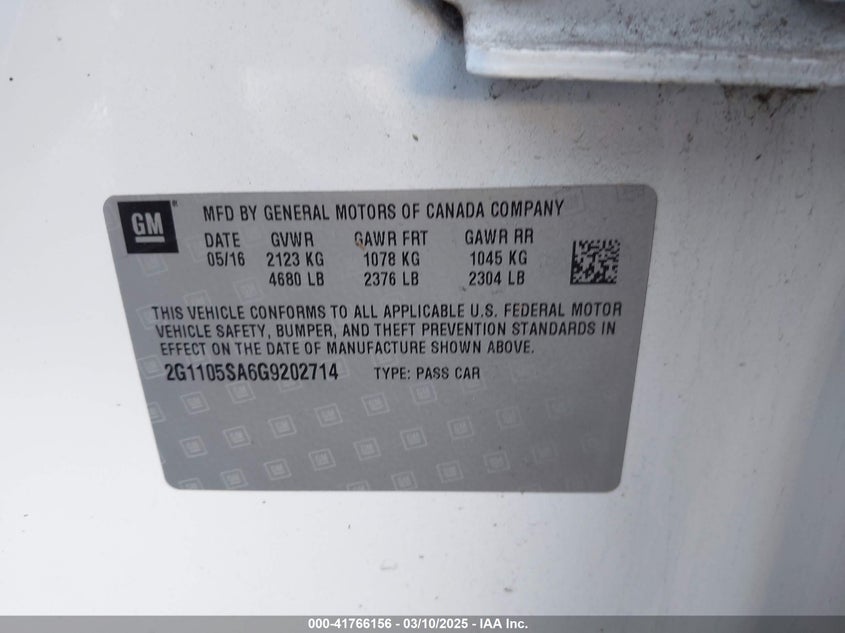 GM
MFD BY GENERAL MOTORS OF CANADA COMPANY
DATE GVWR GAWR FRT GAWR RR
05/16 2123 KG 1078 KG 1045 KG
4680 LB 2376 LB 2304 LB
THIS VEHICLE CONFORMS TO ALL APPLICABLE U.S. FEDERAL MOTOR
VEHICLE SAFETY, BUMPER, AND THEFT PREVENTION STANDARDS IN
EFFECT ON THE DATE OF MANUFACTURE SHOWN ABOVE.
2G1105SA6G9202714 TYPE: PASS CAR
000-41766156 — 03/10/2025 — IAA Inc.